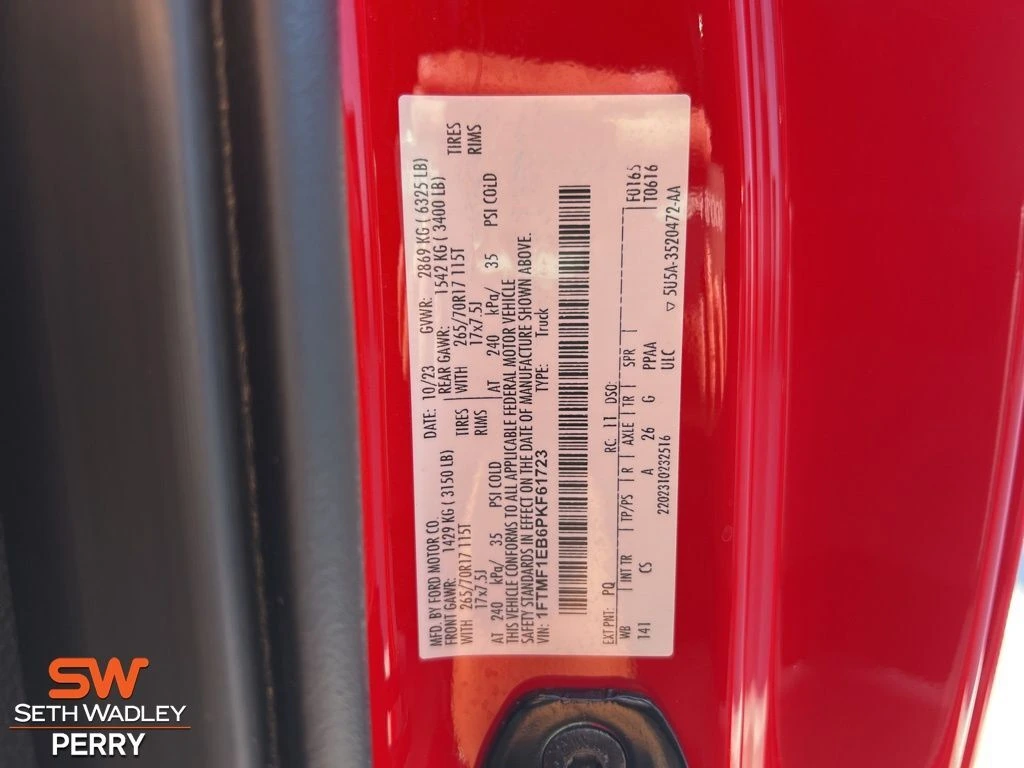 MFD. BY FORD MOTOR CO. DATE: 10/23 GVWR: 2869 KG ( 6325 LB)
FRONT GAWR: 1429 KG ( 3150 LB) REAR GAWR: 1542 KG ( 3400 LB)
WITH 265/70R17 115T TIRES WITH 265/70R17 115T TIRES
17x7.5J RIMS 17x7.5J RIMS
AT 240 kPa/ 35 PSI COLD AT 240 kPa/ 35 PSI COLD
THIS VEHICLE CONFORMS TO ALL APPLICABLE FEDERAL MOTOR VEHICLE
SAFETY STANDARDS IN EFFECT ON THE DATE OF MANUFACTURE SHOWN ABOVE.
VIN: 1FTMF1EB6PKF61723 TYPE: Truck
EXT PNT: PQ RC: 11 DSO:
WB INT TR TP/PS R AXLE TR SPR F0165
141 CS A 26 G PPAA T0616
2202310232516 ULC
▽ 5U5A-3520472-AA
SW
SETH WADLEY
PERRY